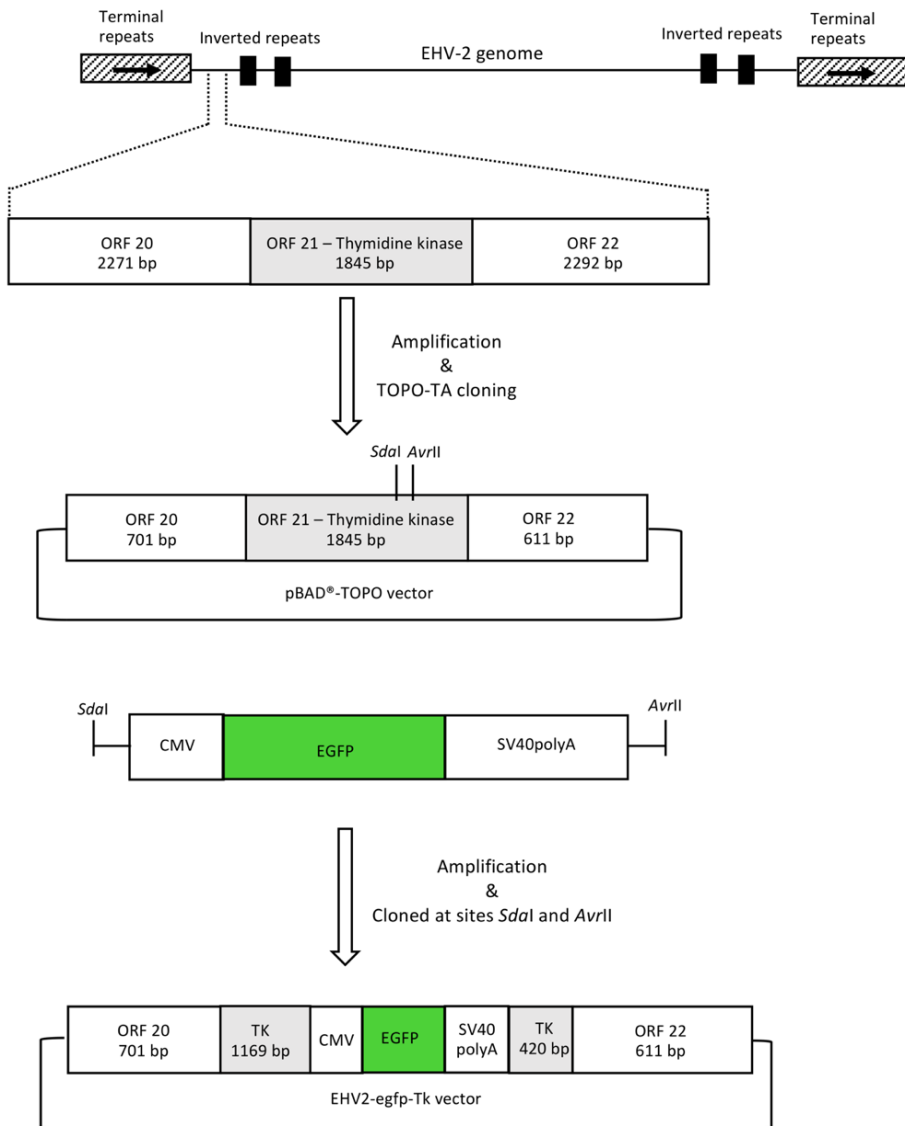 Terminal
repeats
Inverted repeats
EHV-2 genome
Inverted repeats
Terminal
repeats
ORF 20
2271 bp
ORF 21 – Thymidine kinase
1845 bp
ORF 22
2292 bp
Amplification
&
TOPO-TA cloning
SdaI AvrII
ORF 20
701 bp
ORF 21 – Thymidine kinase
1845 bp
ORF 22
611 bp
pBAD®-TOPO vector
SdaI
AvrII
CMV
EGFP
SV40polyA
Amplification
&
Cloned at sites SdaI and AvrII
ORF 20
701 bp
TK
1169 bp
CMV
EGFP
SV40
polyA
TK
420 bp
ORF 22
611 bp
EHV2-egfp-Tk vector